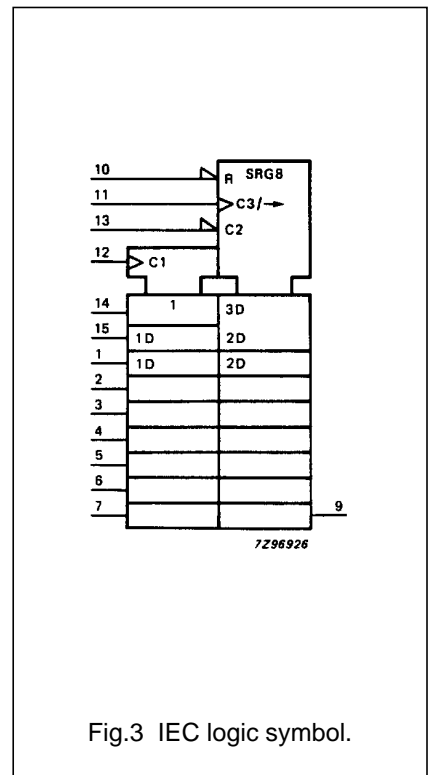 10 R SRG8
11 C3/→
13 C2
12 C1
14 1 3D
15 1D 2D
1 1D 2D
2
3
4
5
6
7 9
7Z96926
Fig.3 IEC logic symbol.